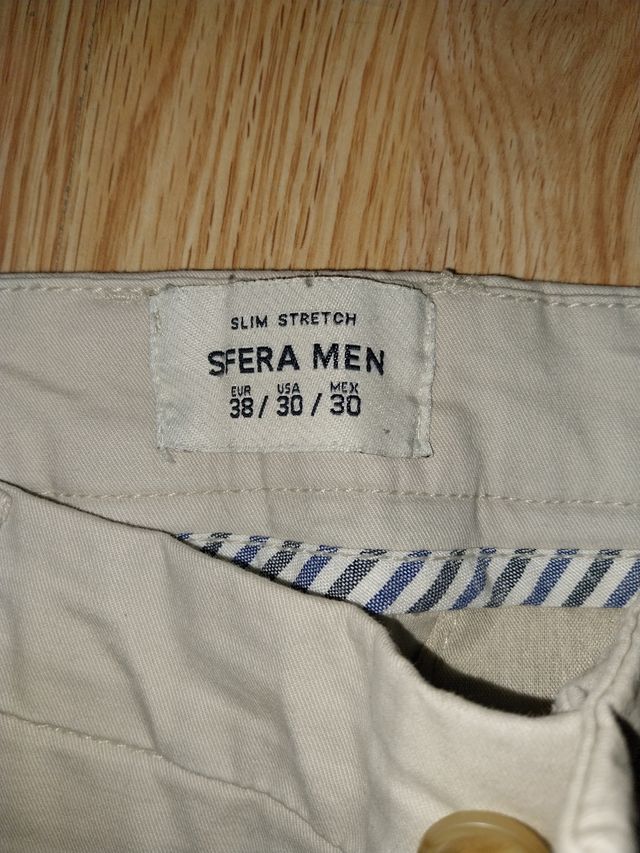 SLIM STRETCH
SFERA MEN
EUR USA MEX
38 / 30 / 30